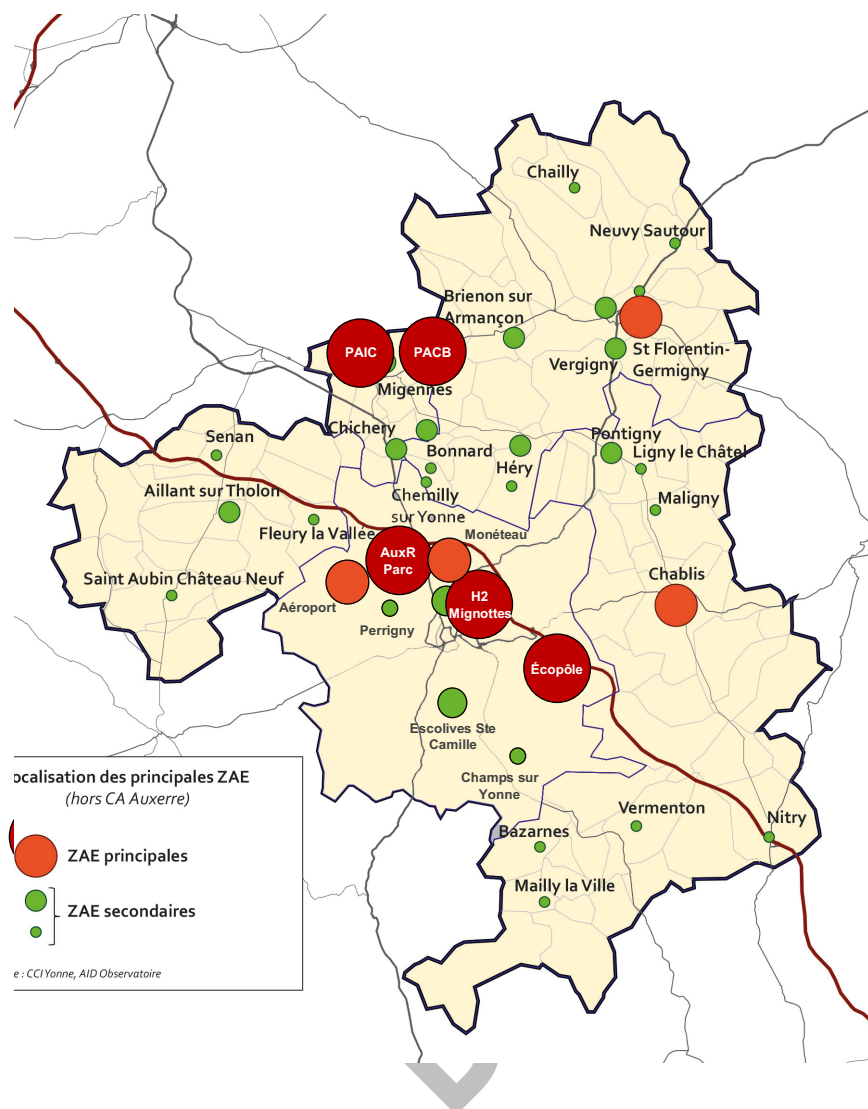 Chailly
Neuvy Sautour
Brienon sur
Armançon
PAIC
PACB
Vergigny
St Florentin-
Germigny
Migennes
Chichery
Senan
Bonnard
Héry
Pontigny
Ligny le Châtel
Aillant sur Tholon
Chemilly
sur Yonne
Maligny
Fleury la Vallée
Monéteau
AuxR
Parc
Saint Aubin Château Neuf
Chablis
Aéroport
H2
Mignottes
Perrigny
Écopôle
Escolives Ste
Camille
Champs sur
Yonne
ocalisation des principales ZAE
(hors CA Auxerre)
Vermenton
Nitry
Bazarnes
ZAE principales
Mailly la Ville
ZAE secondaires
e : CCI Yonne, AID Observatoire